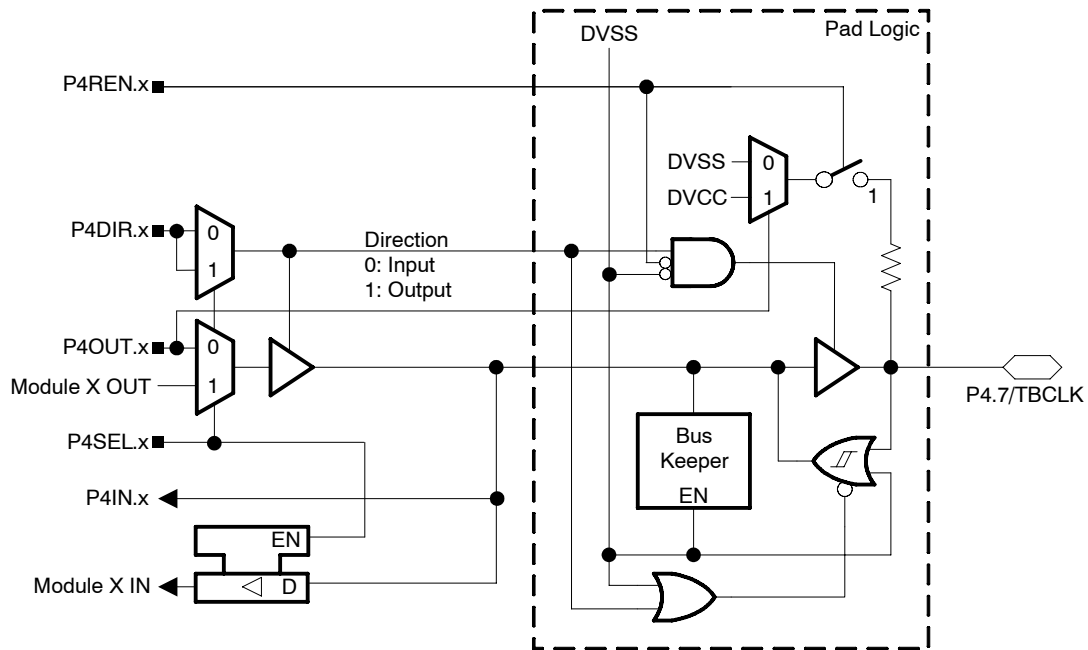 DVSS
Pad Logic
P4REN.x
DVSS
0
DVCC
1
1
P4DIR.x
0
1
Direction
0: Input
1: Output
P4OUT.x
0
Module X OUT
1
P4.7/TBCLK
P4SEL.x
Bus
Keeper
EN
P4IN.x
EN
Module X IN
D